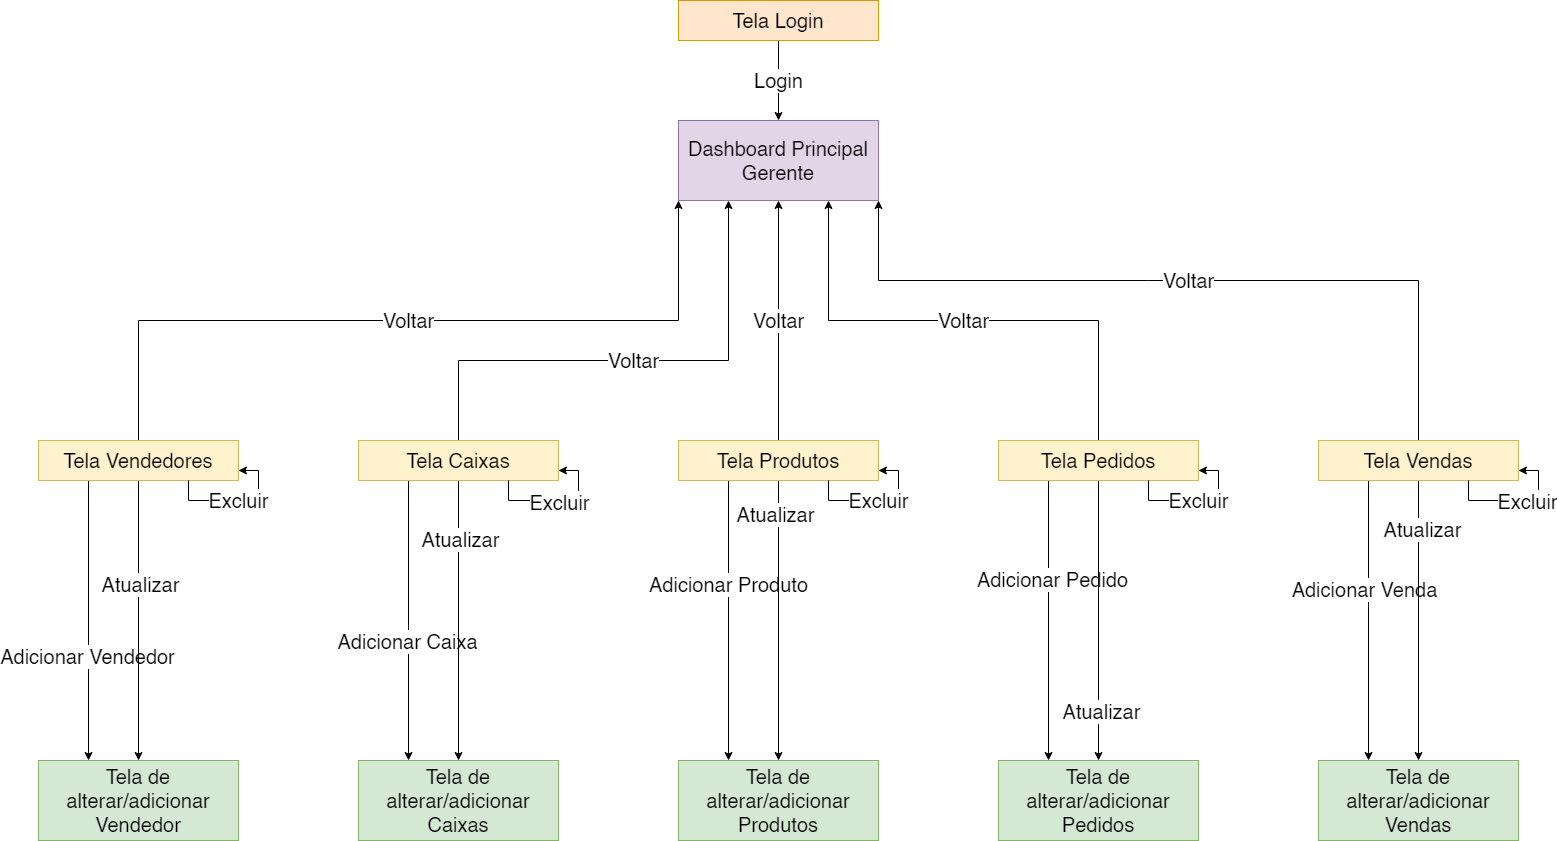 Tela Login
Login
Dashboard Principal
Gerente
Voltar
Voltar
Voltar
Voltar
Voltar
Tela Vendedores
Tela Caixas
Tela Produtos
Tela Pedidos
Tela Vendas
Excluir
Excluir
Excluir
Excluir
Excluir
Atualizar
Atualizar
Atualizar
Atualizar
Atualizar
Adicionar Vendedor
Adicionar Caixa
Adicionar Produto
Adicionar Pedido
Adicionar Venda
Tela de
alterar/adicionar
Vendedor
Tela de
alterar/adicionar
Caixas
Tela de
alterar/adicionar
Produtos
Tela de
alterar/adicionar
Pedidos
Tela de
alterar/adicionar
Vendas